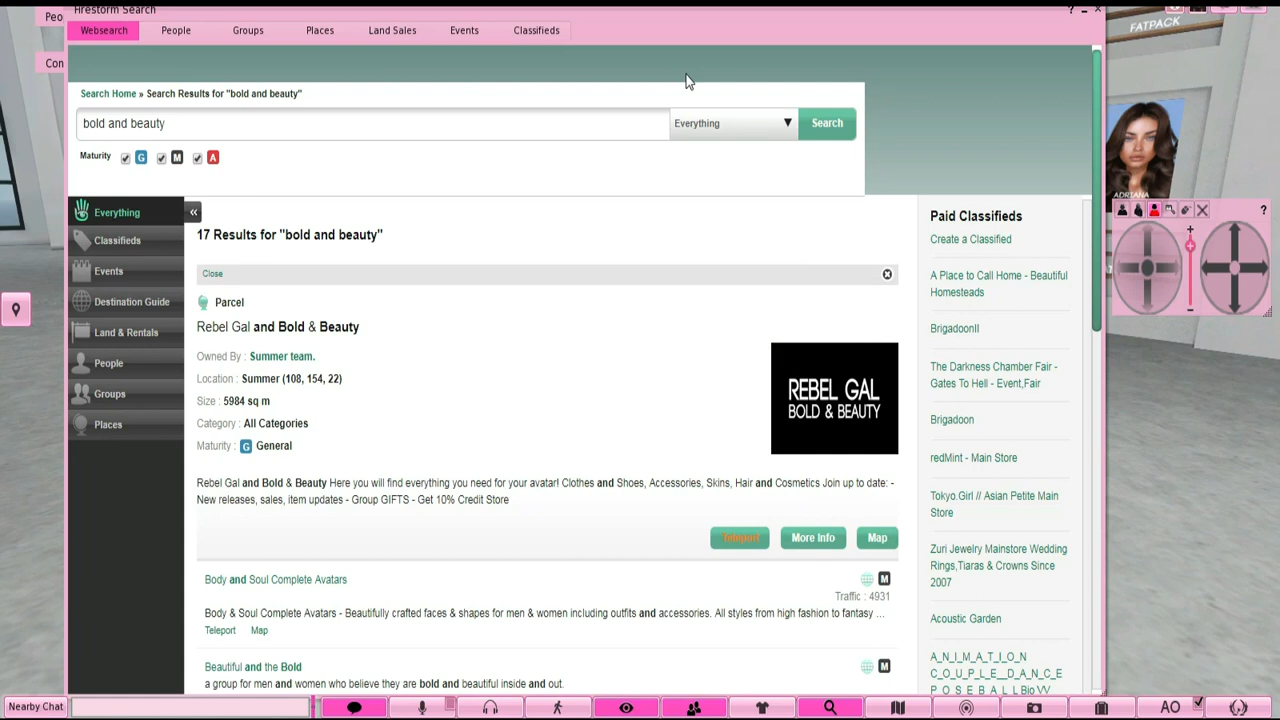 Firestorm Search
?
Peo
Con
Websearch People Groups Places Land Sales Events Classifieds
Search Home » Search Results for "bold and beauty"
bold and beauty
Everything
Search
Maturity G M A
Everything
Classifieds
Events
Destination Guide
Land & Rentals
People
Groups
Places
«
17 Results for "bold and beauty"
Close
Parcel
Rebel Gal and Bold & Beauty
Owned By : Summer team.
Location : Summer (108, 154, 22)
Size : 5984 sq m
Category : All Categories
Maturity : G General
REBEL GAL
BOLD & BEAUTY
Rebel Gal and Bold & Beauty Here you will find everything you need for your avatar! Clothes and Shoes, Accessories, Skins, Hair and Cosmetics Join up to date: -
New releases, sales, item updates - Group GIFTS - Get 10% Credit Store
Teleport More Info Map
Body and Soul Complete Avatars
M
Traffic : 4931
Body & Soul Complete Avatars - Beautifully crafted faces & shapes for men & women including outfits and accessories. All styles from high fashion to fantasy ...
Teleport Map
Beautiful and the Bold
M
a group for men and women who believe they are bold and beautiful inside and out.
Paid Classifieds
Create a Classified
A Place to Call Home - Beautiful
Homesteads
BrigadoonII
The Darkness Chamber Fair -
Gates To Hell - Event,Fair
Brigadoon
redMint - Main Store
Tokyo.Girl // Asian Petite Main
Store
Zuri Jewelry Mainstore Wedding
Rings,Tiaras & Crowns Since
2007
Acoustic Garden
A_N_I_M_A_T_I_O_N
C_O_U_P_L_E__D_A_N_C_E
FATPACK
ADRIANA
?
Nearby Chat
AO